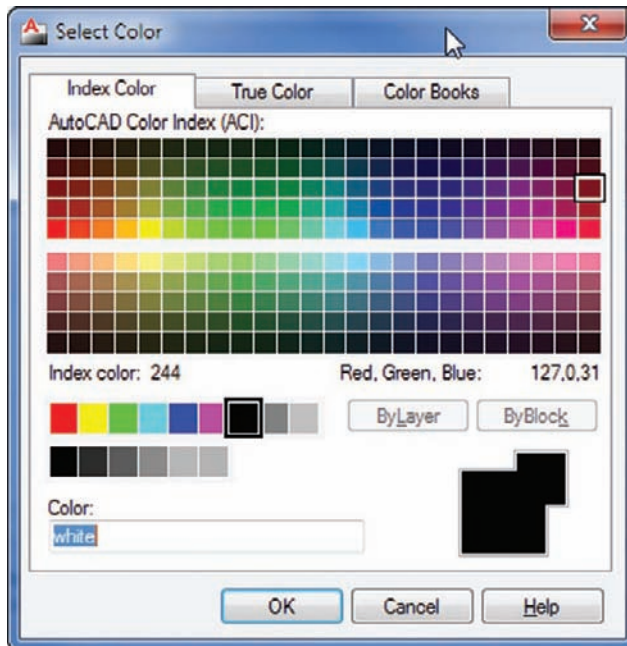 Select Color
Index Color True Color Color Books
AutoCAD Color Index (ACI):
Index color: 244 Red, Green, Blue: 127,0,31
ByLayer ByBlock
Color:
white
OK Cancel Help